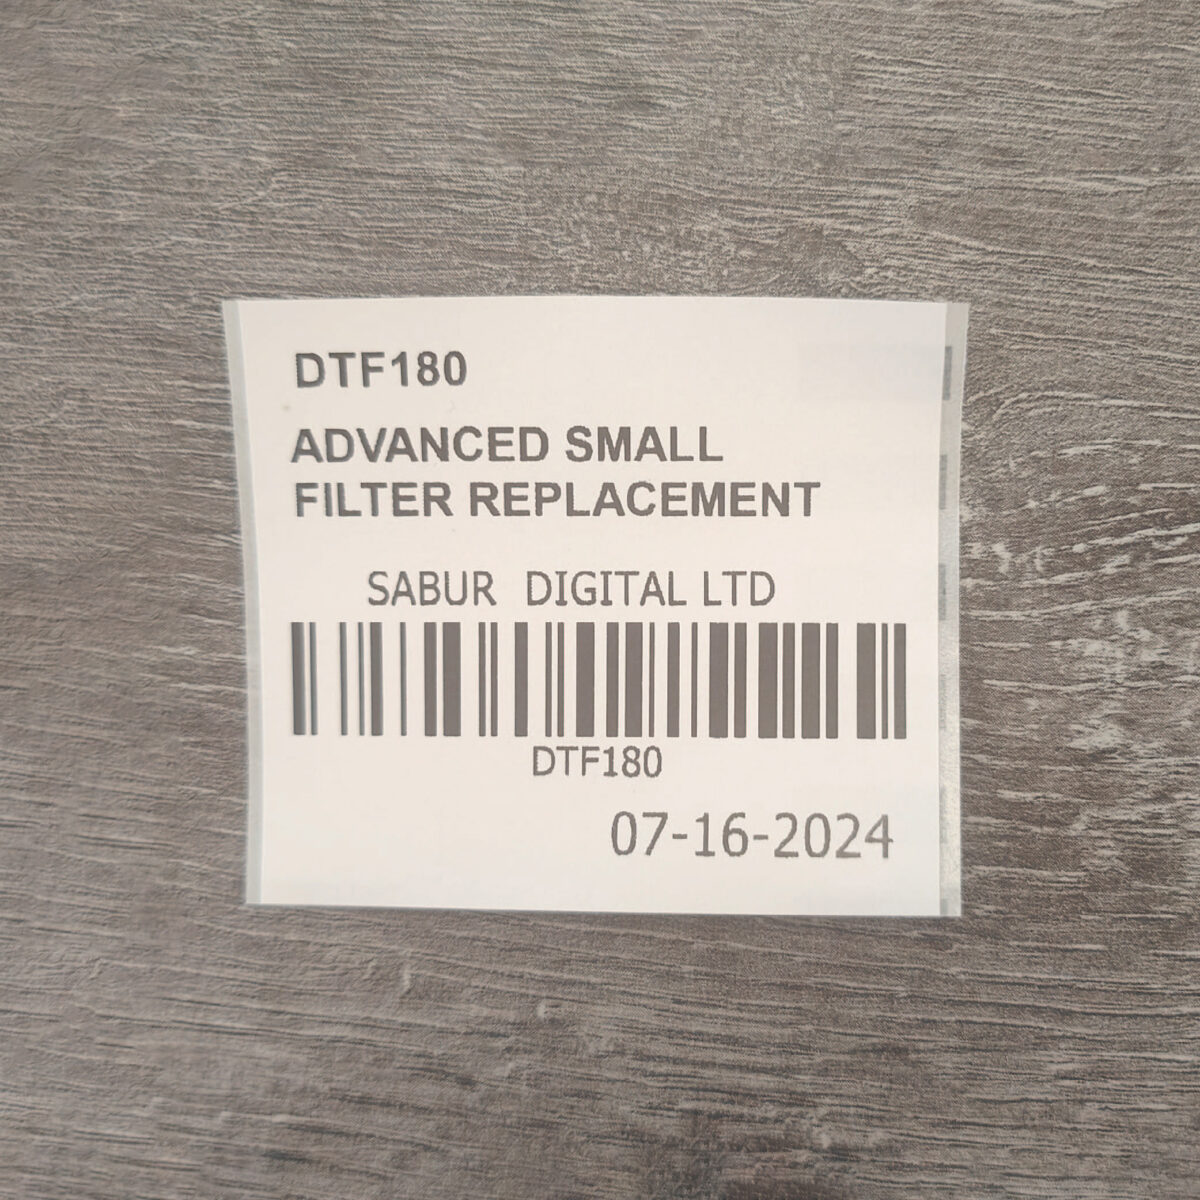 DTF180
ADVANCED SMALL
FILTER REPLACEMENT
SABUR DIGITAL LTD
DTF180
07-16-2024